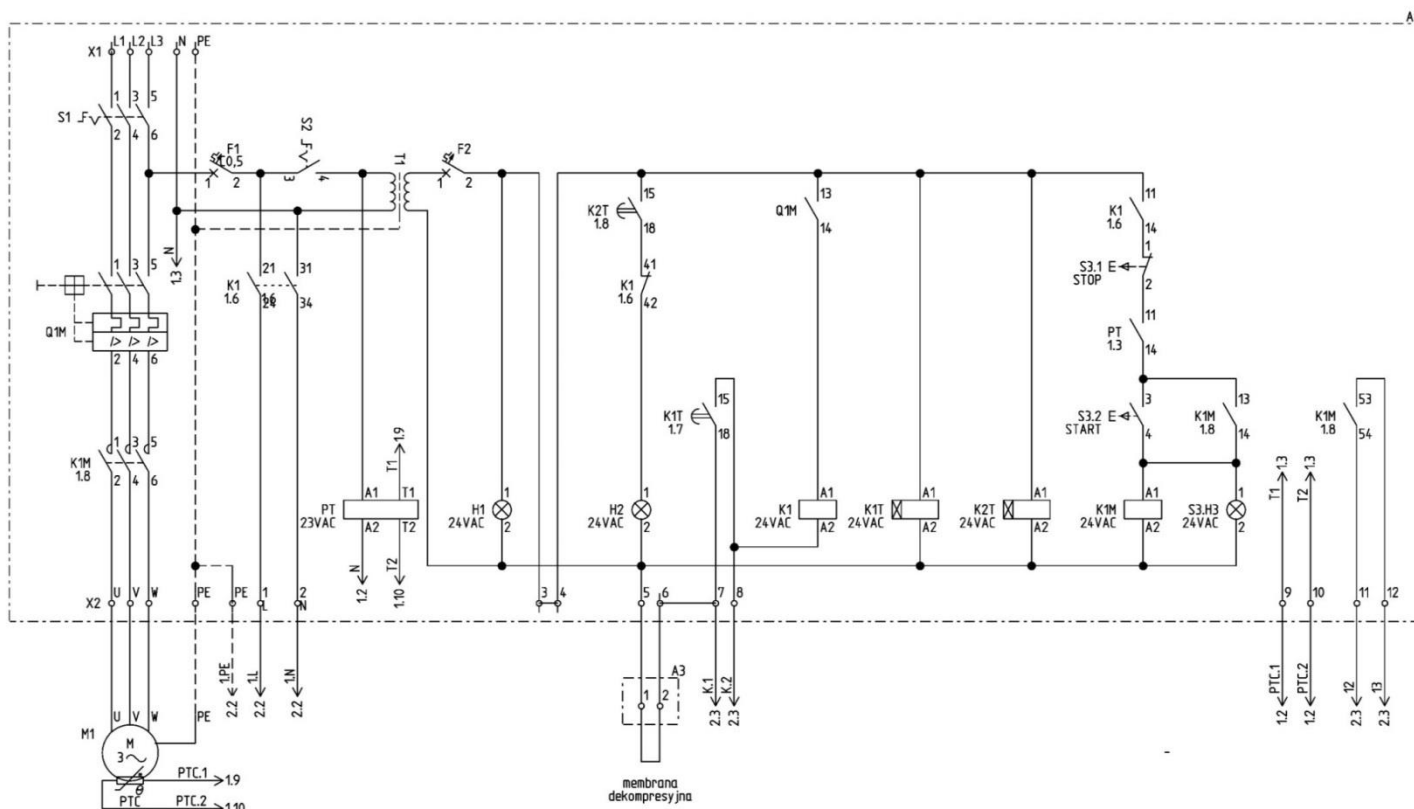 A
X1 L1 L2 L3 N PE
1 3 5
S1
2 4 6
S2
3 4
F1
C0,5
1 2
T1
F2
1 2
N
1.3
1 3 5
Q1M
2 4 6
21 31
K1
1.6 1.6
24 34
15
K2T
1.8
18
41
K1
1.6
42
13
Q1M
14
11
K1
1.6
14
1
S3.1 E
STOP
2
11
PT
1.3
14
15
K1T
1.7
18
3
S3.2 E
START
4
13
K1M
1.8
14
53
K1M
1.8
54
1 3 5
K1M
1.8
2 4 6
1.9
T1
A1 T1
PT
23VAC
A2 T2
N
1.2
T2
1.10
1
H1
24VAC
2
1
H2
24VAC
2
A1
K1
24VAC
A2
A1
K1T
24VAC
A2
A1
K2T
24VAC
A2
A1
K1M
24VAC
A2
1
S3.H3
24VAC
2
1.3
T1
1.3
T2
X2 U V W PE PE 1 2 3 4 5 6 7 8 9 10 11 12
L N
1.PE
2.2
1.L
2.2
1.N
2.2
A3
1 2
membrana
dekompresyjna
K.1
2.3
K.2
2.3
PTC.1
1.2
PTC.2
1.2
12
2.3
13
2.3
U V W PE
M1
M
3
θ
PTC
PTC.1 1.9
PTC.2 1.10